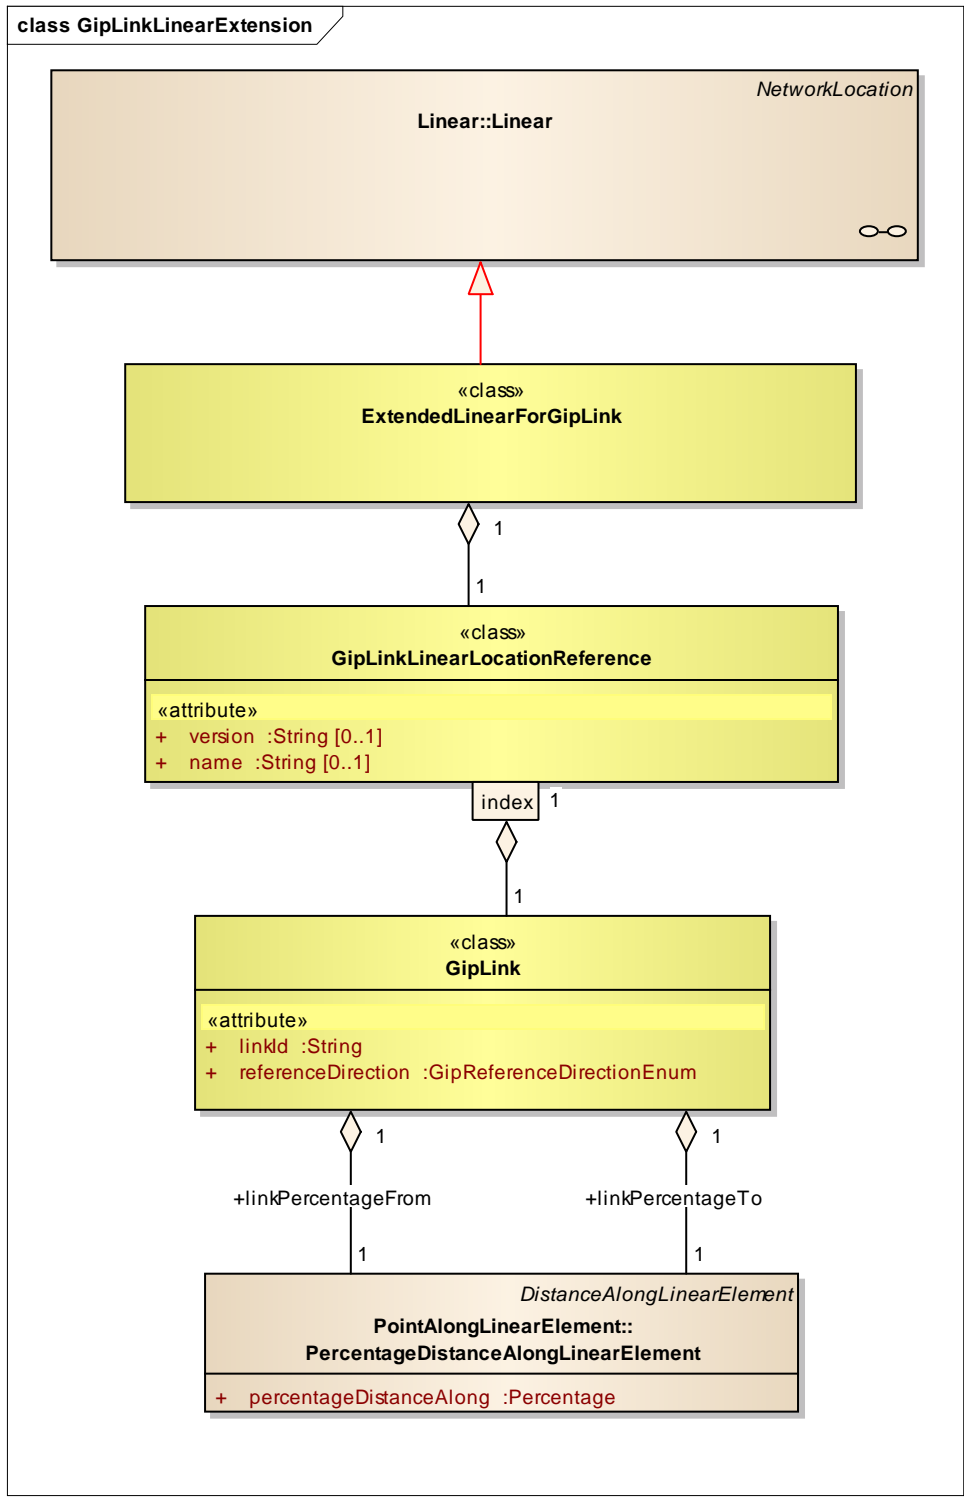 class GipLinkLinearExtension
NetworkLocation
Linear::Linear
«class»
ExtendedLinearForGipLink
1
1
«class»
GipLinkLinearLocationReference
«attribute»
+ version :String [0..1]
+ name :String [0..1]
index 1
1
«class»
GipLink
«attribute»
+ linkId :String
+ referenceDirection :GipReferenceDirectionEnum
1 1
+linkPercentageFrom +linkPercentageTo
1 1
DistanceAlongLinearElement
PointAlongLinearElement::
PercentageDistanceAlongLinearElement
+ percentageDistanceAlong :Percentage